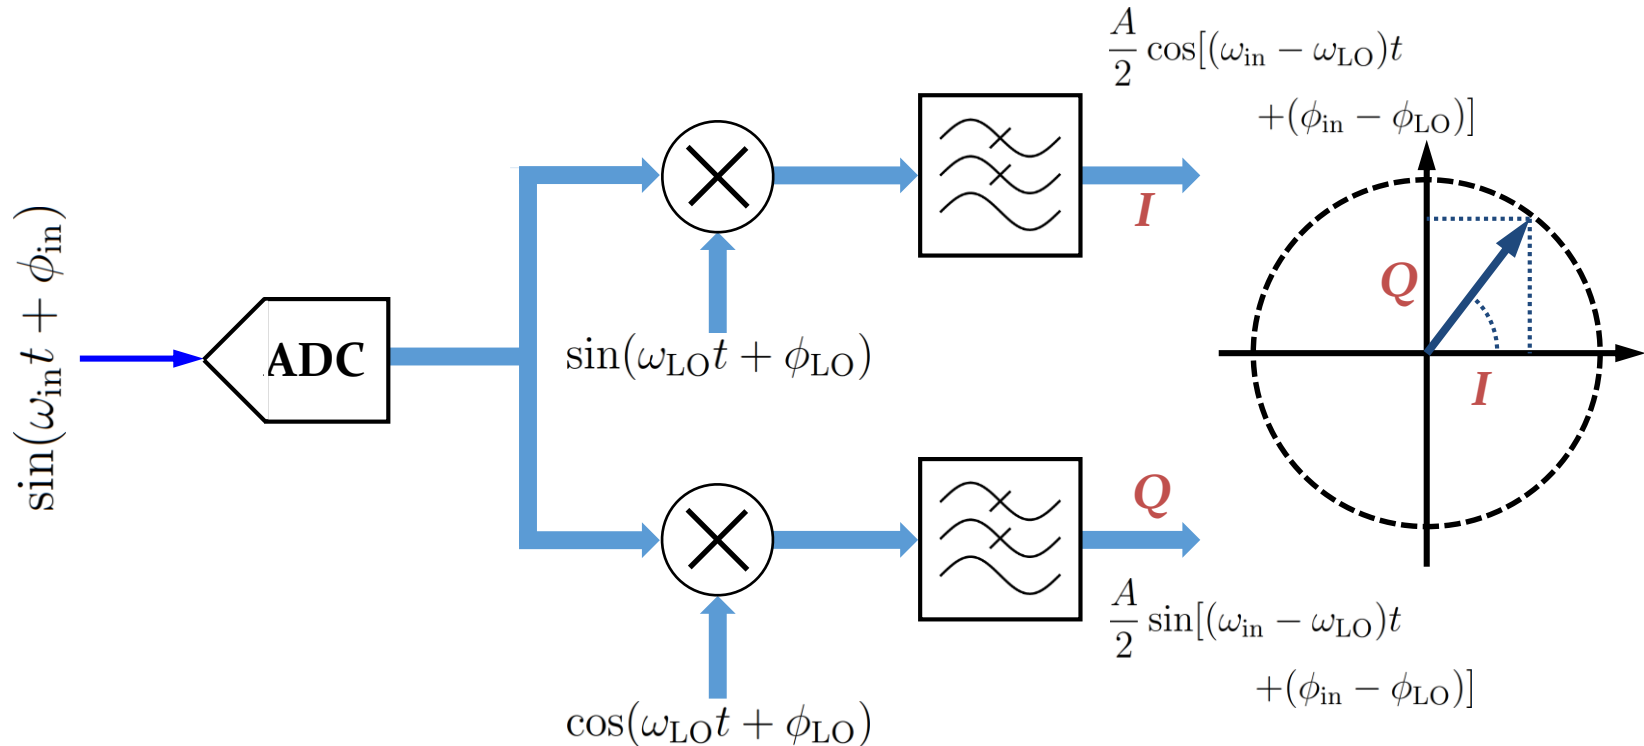 sin(ω_in t + ϕ_in)
ADC
sin(ω_LO t + ϕ_LO)
cos(ω_LO t + ϕ_LO)
A/2 cos[(ω_in − ω_LO)t
+(ϕ_in − ϕ_LO)]
I
Q
I
Q
A/2 sin[(ω_in − ω_LO)t
+(ϕ_in − ϕ_LO)]